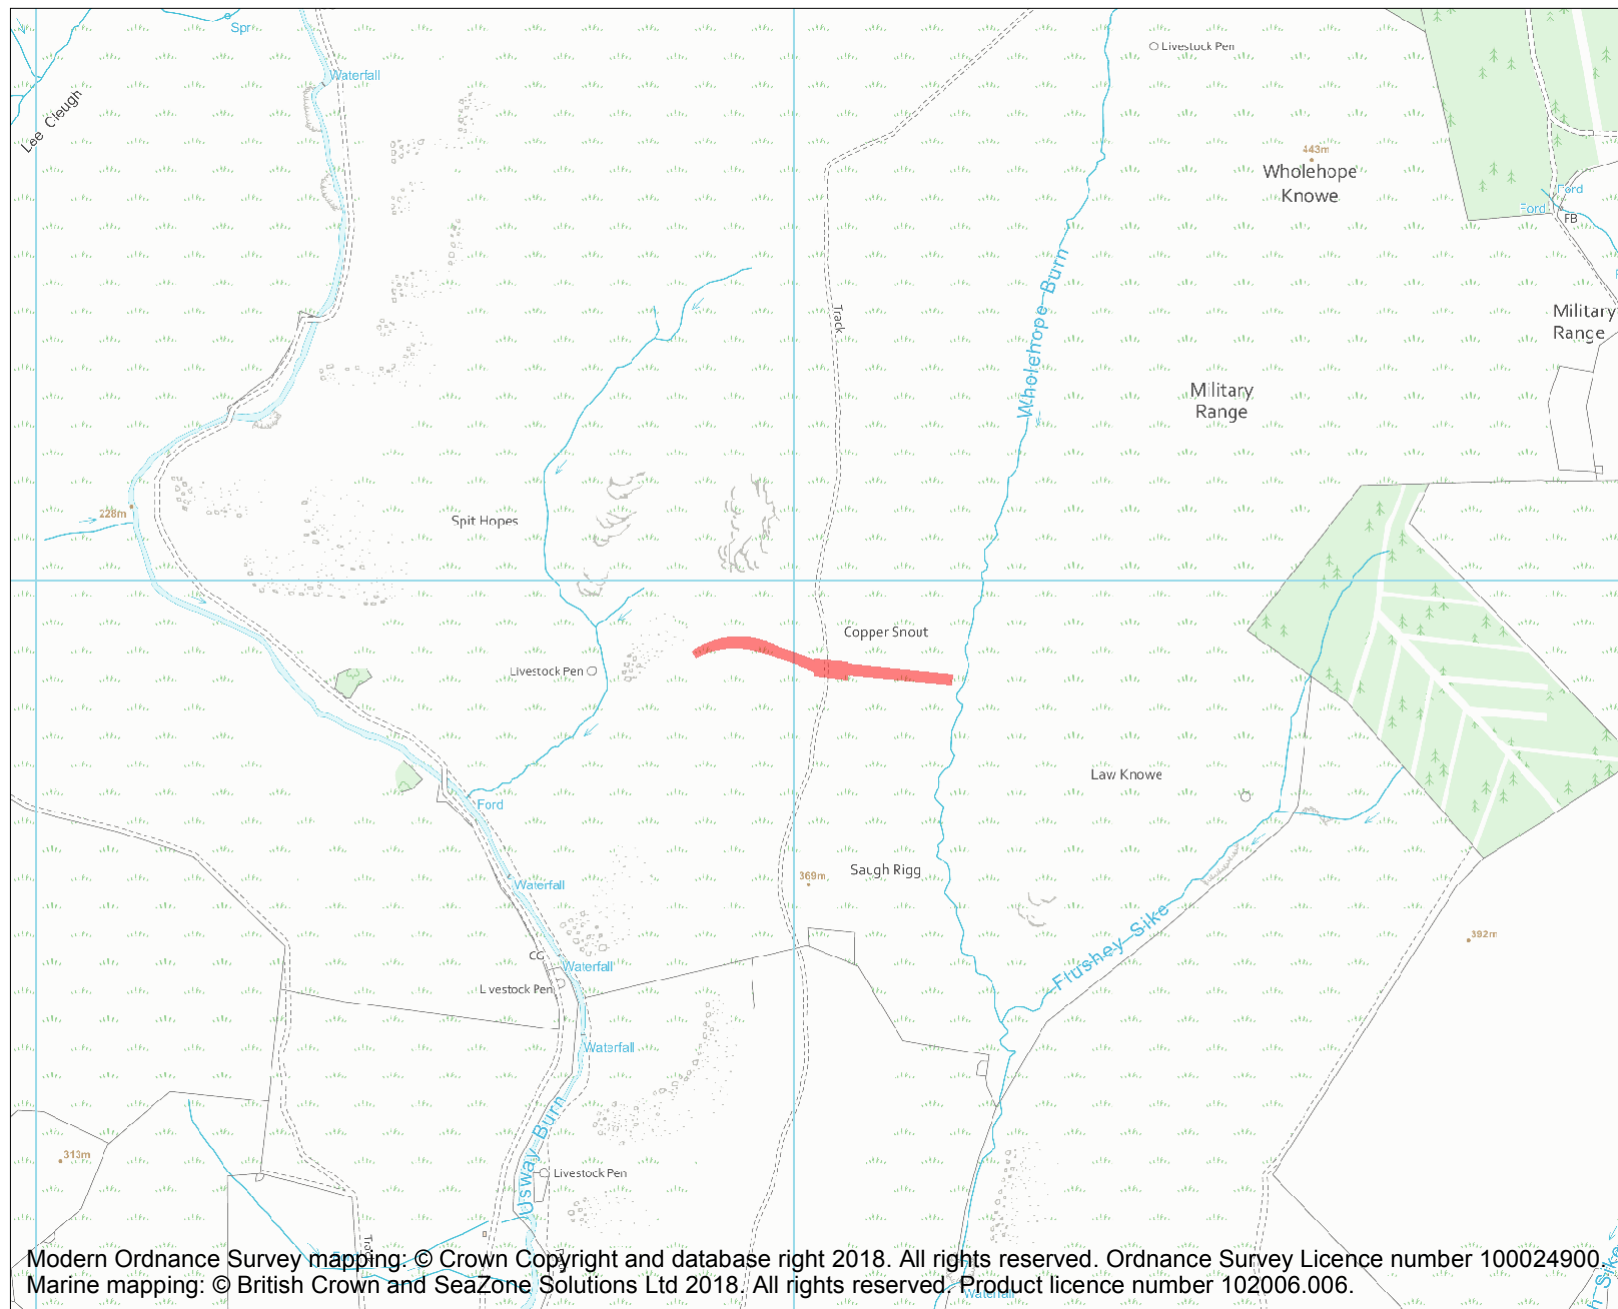 Spr
Waterfall
Livestock Pen
Lee Cleugh
443m
Wholehope
Knowe
Ford
Ford
FB
Wholehope Burn
Track
Military
Range
Military
Range
228m
Spit Hopes
Copper Snout
Livestock Pen
Law Knowe
Ford
Saugh Rigg
369m
Waterfall
Flushey Sike
392m
CG
Waterfall
Livestock Pen
Waterfall
Usway Burn
313m
Livestock Pen
Track
Modern Ordnance Survey mapping: © Crown Copyright and database right 2018. All rights reserved. Ordnance Survey Licence number 100024900.
Marine mapping: © British Crown and SeaZone Solutions Ltd 2018. All rights reserved. Product licence number 102006.006.
Waterfall
Sike